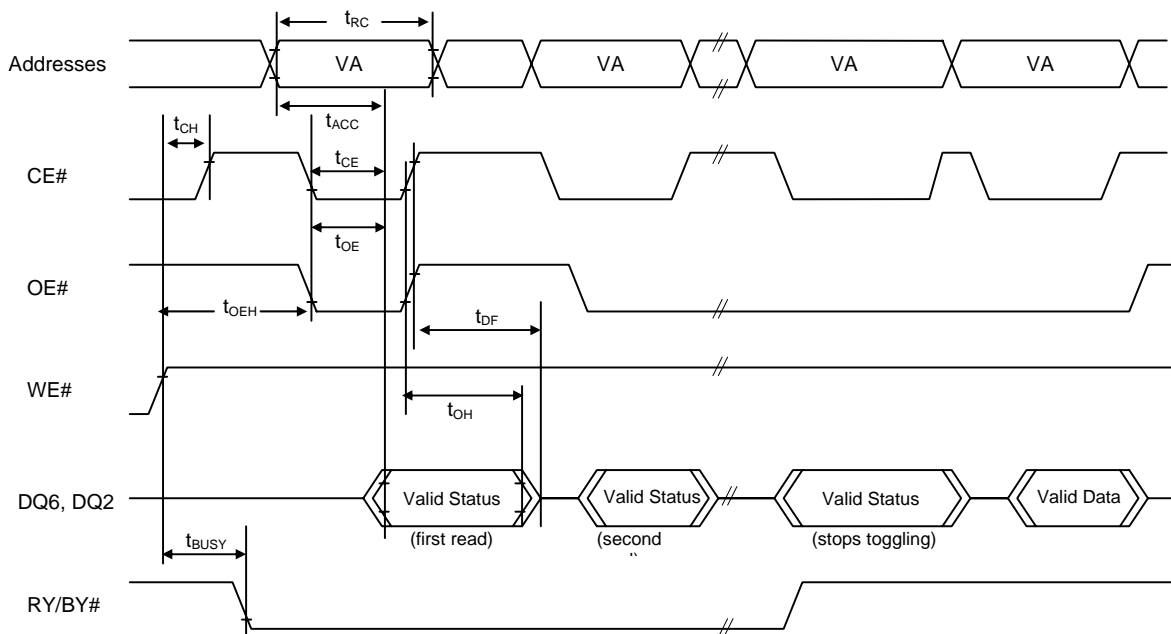 tRC
Addresses VA VA VA VA
tACC
tCH
tCE
CE#
tOE
OE#
tOEH
tDF
WE#
tOH
DQ6, DQ2 Valid Status Valid Status Valid Status Valid Data
(first read) (second (stops toggling)
tBUSY
RY/BY#